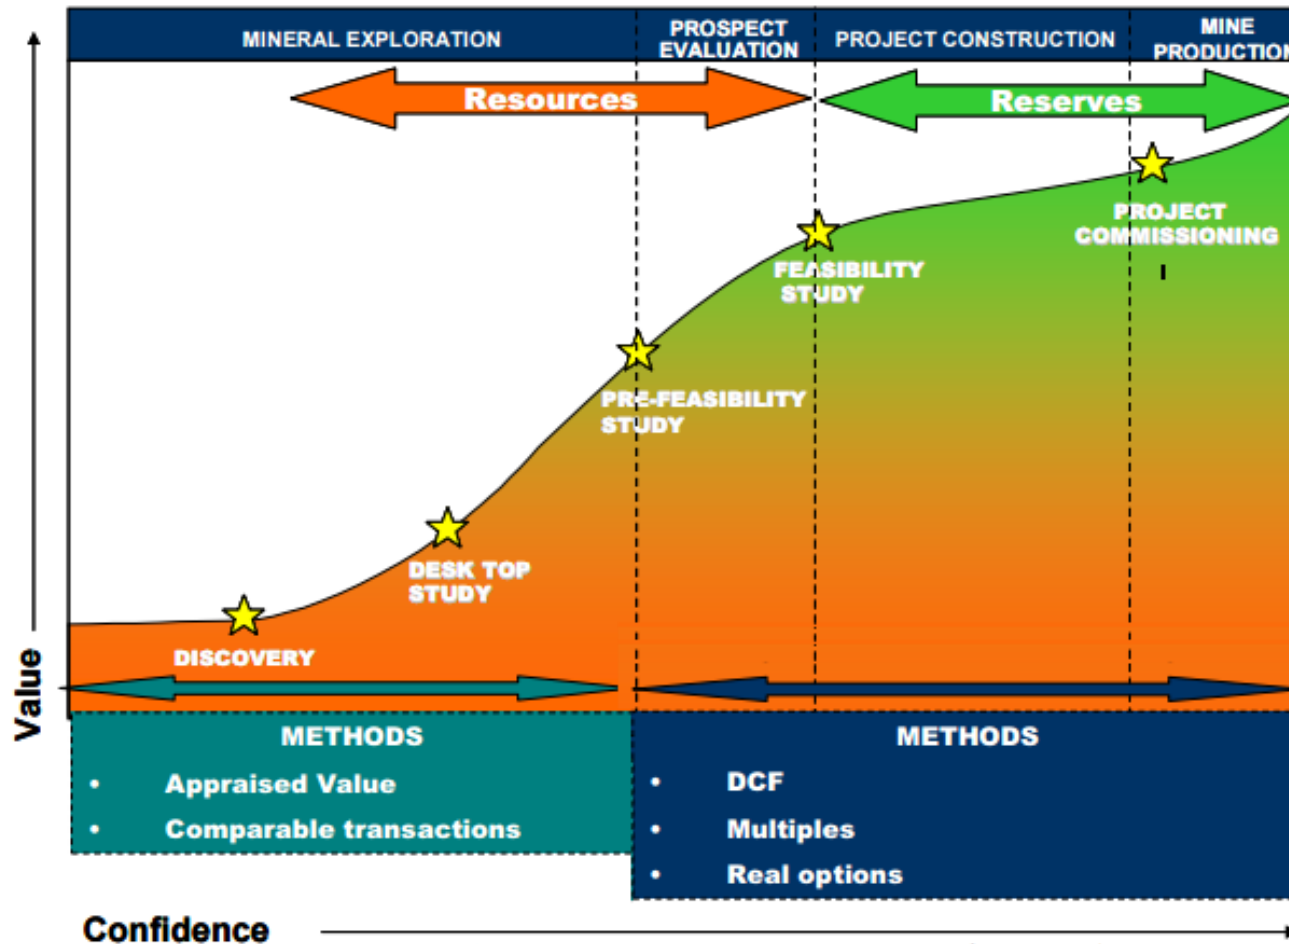 MINERAL EXPLORATION
PROSPECT
EVALUATION
PROJECT CONSTRUCTION
MINE
PRODUCTION
Resources
Reserves
PROJECT
COMMISSIONING
FEASIBILITY
STUDY
PRE-FEASIBILITY
STUDY
DESK TOP
STUDY
DISCOVERY
Value
METHODS
• Appraised Value
• Comparable transactions
METHODS
• DCF
• Multiples
• Real options
Confidence